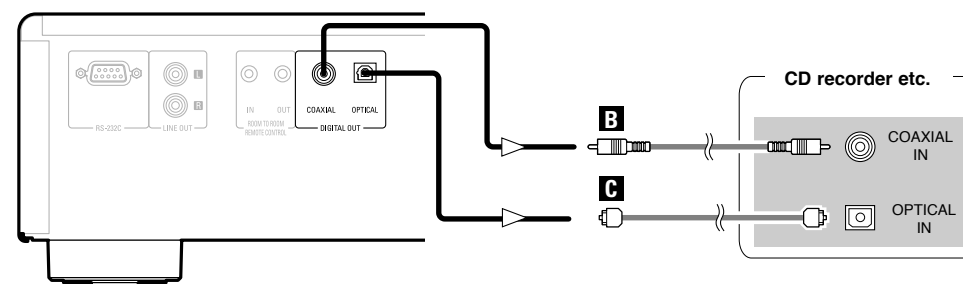 RS-232C
L
R
LINE OUT
IN
OUT
ROOM TO ROOM
REMOTE CONTROL
COAXIAL
OPTICAL
DIGITAL OUT
B
C
CD recorder etc.
COAXIAL
IN
OPTICAL
IN